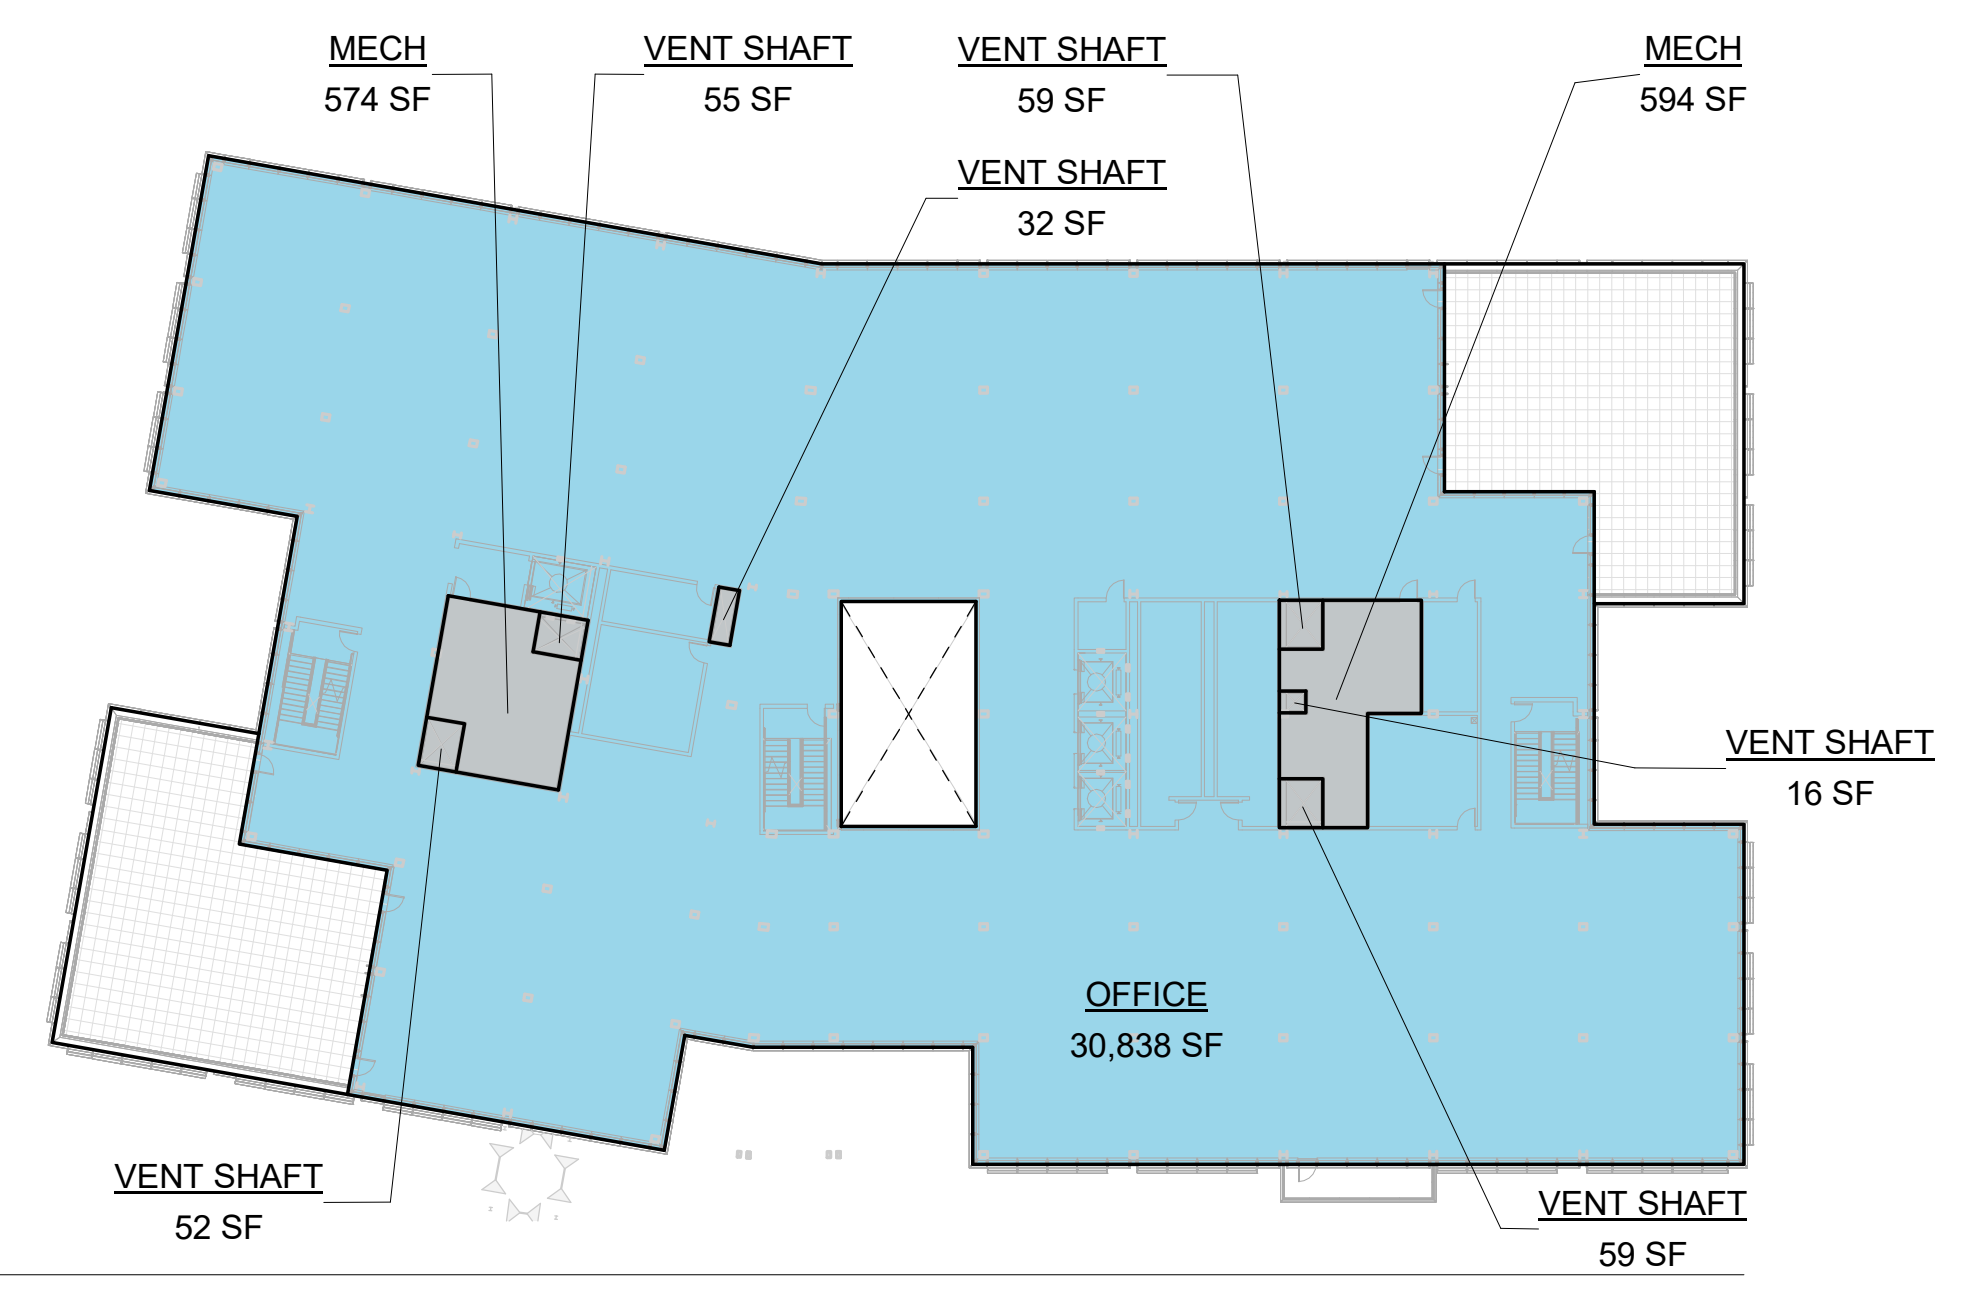 MECH
574 SF
VENT SHAFT
55 SF
VENT SHAFT
59 SF
MECH
594 SF
VENT SHAFT
32 SF
VENT SHAFT
16 SF
OFFICE
30,838 SF
VENT SHAFT
52 SF
VENT SHAFT
59 SF